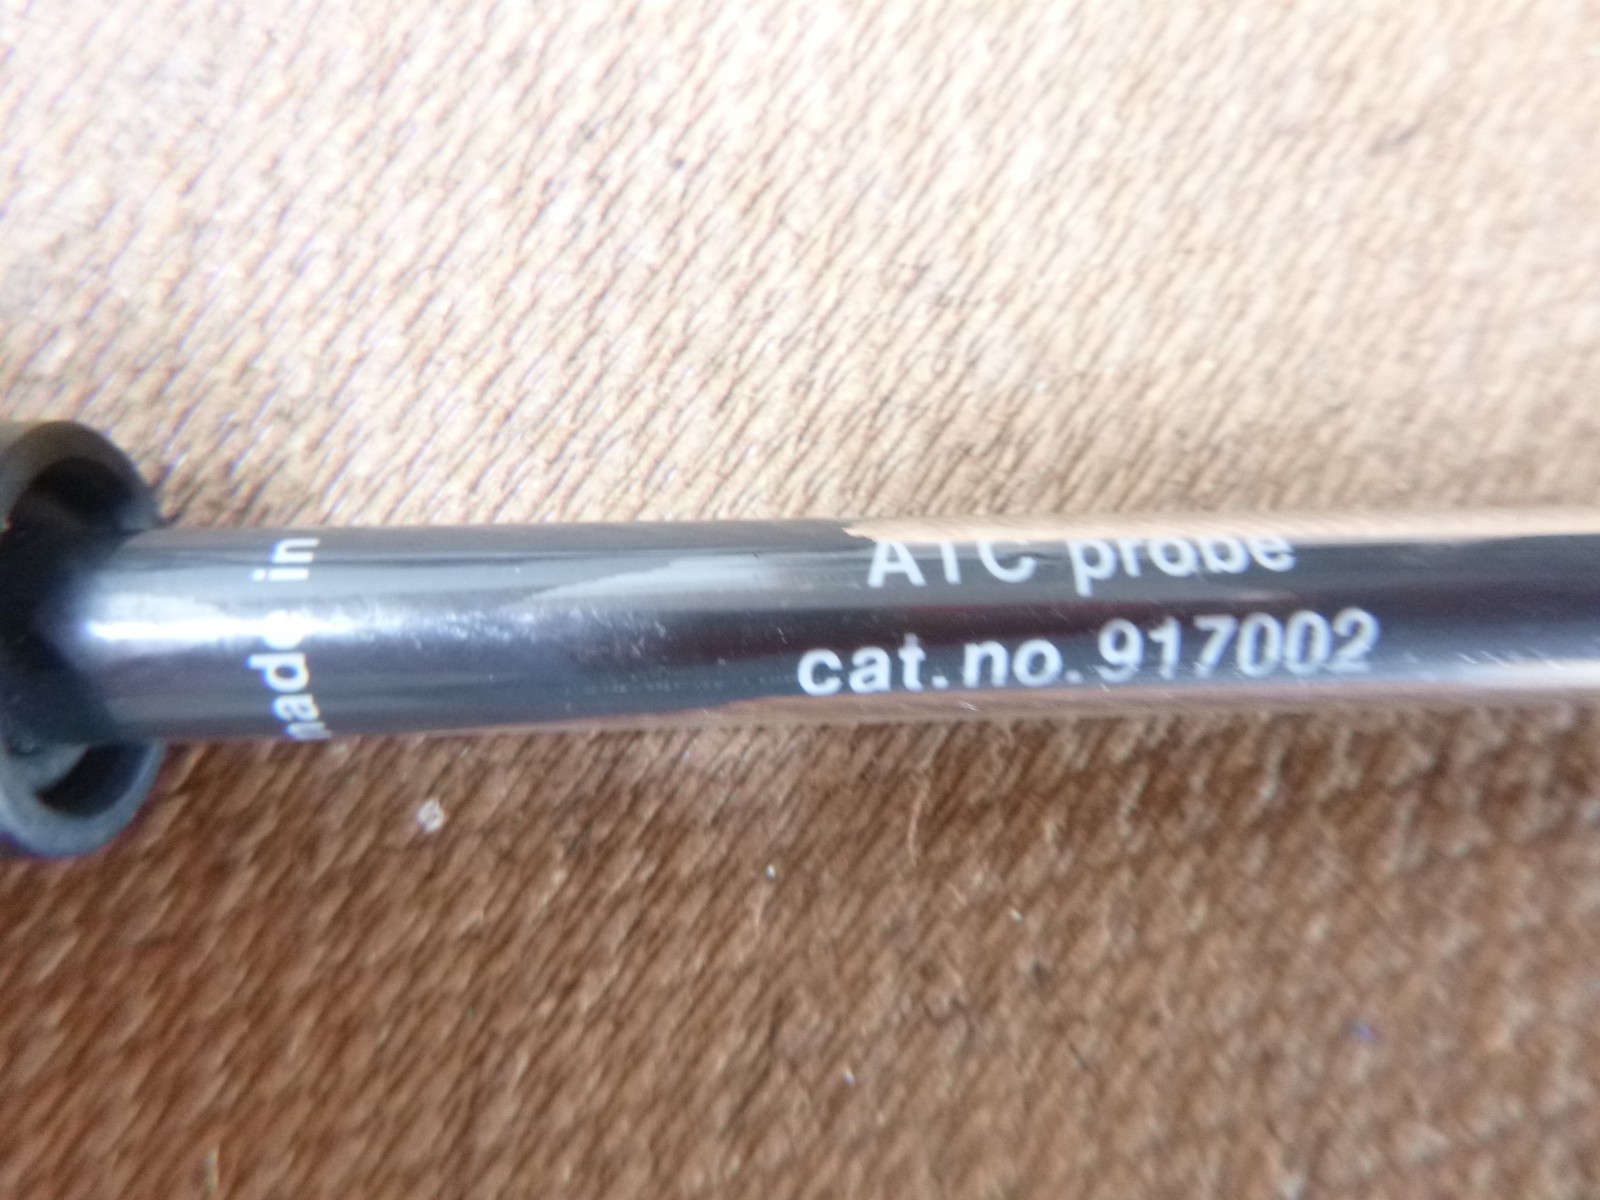 made in
ATC probe
cat.no.917002